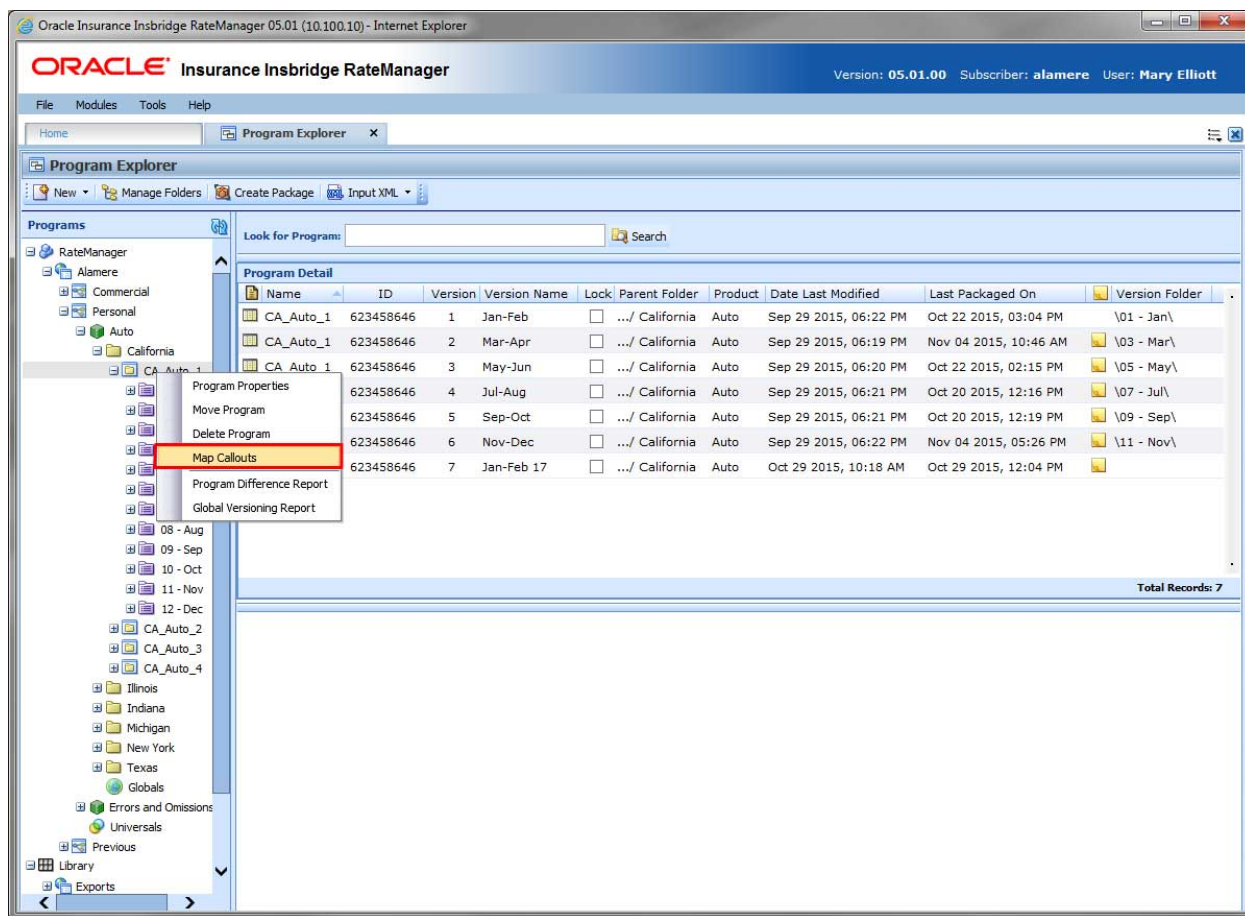 Oracle Insurance Insbridge RateManager 05.01 (10.100.10) - Internet Explorer
ORACLE Insurance Insbridge RateManager
Version: 05.01.00 Subscriber: alamere User: Mary Elliott
File Modules Tools Help
Home Program Explorer x
Program Explorer
New Manage Folders Create Package Input XML
Programs
Look for Program: Search
RateManager
Alamere
Commercial
Personal
Auto
California
CA_Auto_1
Program Properties
Move Program
Delete Program
Map Callouts
Program Difference Report
Global Versioning Report
08 - Aug
09 - Sep
10 - Oct
11 - Nov
12 - Dec
CA_Auto_2
CA_Auto_3
CA_Auto_4
Illinois
Indiana
Michigan
New York
Texas
Globals
Errors and Omissions
Universals
Previous
Library
Exports
Program Detail
Name ID Version Version Name Lock Parent Folder Product Date Last Modified Last Packaged On Version Folder
CA_Auto_1 623458646 1 Jan-Feb .../ California Auto Sep 29 2015, 06:22 PM Oct 22 2015, 03:04 PM \01 - Jan\
CA_Auto_1 623458646 2 Mar-Apr .../ California Auto Sep 29 2015, 06:19 PM Nov 04 2015, 10:46 AM \03 - Mar\
CA_Auto_1 623458646 3 May-Jun .../ California Auto Sep 29 2015, 06:20 PM Oct 22 2015, 02:15 PM \05 - May\
623458646 4 Jul-Aug .../ California Auto Sep 29 2015, 06:21 PM Oct 20 2015, 12:16 PM \07 - Jul\
623458646 5 Sep-Oct .../ California Auto Sep 29 2015, 06:21 PM Oct 20 2015, 12:19 PM \09 - Sep\
623458646 6 Nov-Dec .../ California Auto Sep 29 2015, 06:22 PM Nov 04 2015, 05:26 PM \11 - Nov\
623458646 7 Jan-Feb 17 .../ California Auto Oct 29 2015, 10:18 AM Oct 29 2015, 12:04 PM
Total Records: 7